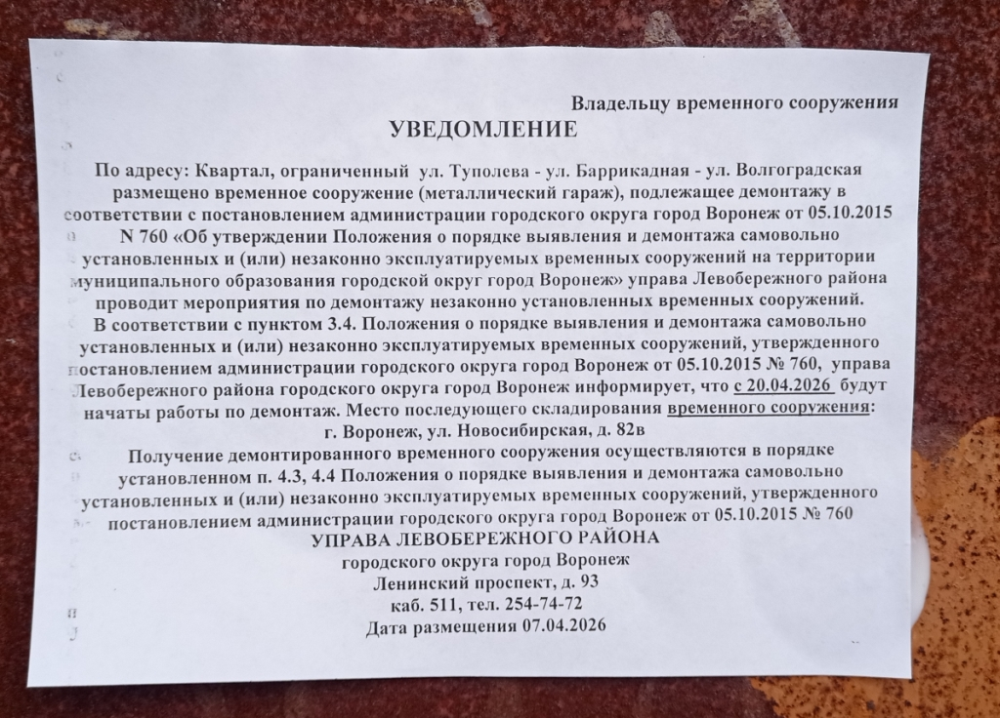 Владельцу временного сооружения
УВЕДОМЛЕНИЕ
По адресу: Квартал, ограниченный ул. Туполева - ул. Баррикадная - ул. Волгоградская
размещено временное сооружение (металлический гараж), подлежащее демонтажу в
соответствии с постановлением администрации городского округа город Воронеж от 05.10.2015
N 760 «Об утверждении Положения о порядке выявления и демонтажа самовольно
установленных и (или) незаконно эксплуатируемых временных сооружений на территории
муниципального образования городской округ город Воронеж» управа Левобережного района
проводит мероприятия по демонтажу незаконно установленных временных сооружений.
В соответствии с пунктом 3.4. Положения о порядке выявления и демонтажа самовольно
установленных и (или) незаконно эксплуатируемых временных сооружений, утвержденного
постановлением администрации городского округа город Воронеж от 05.10.2015 № 760, управа
Левобережного района городского округа город Воронеж информирует, что с 20.04.2026 будут
начаты работы по демонтаж. Место последующего складирования временного сооружения:
г. Воронеж, ул. Новосибирская, д. 82в
Получение демонтированного временного сооружения осуществляются в порядке
установленном п. 4.3, 4.4 Положения о порядке выявления и демонтажа самовольно
установленных и (или) незаконно эксплуатируемых временных сооружений, утвержденного
постановлением администрации городского округа город Воронеж от 05.10.2015 № 760
УПРАВА ЛЕВОБЕРЕЖНОГО РАЙОНА
городского округа город Воронеж
Ленинский проспект, д. 93
каб. 511, тел. 254-74-72
Дата размещения 07.04.2026